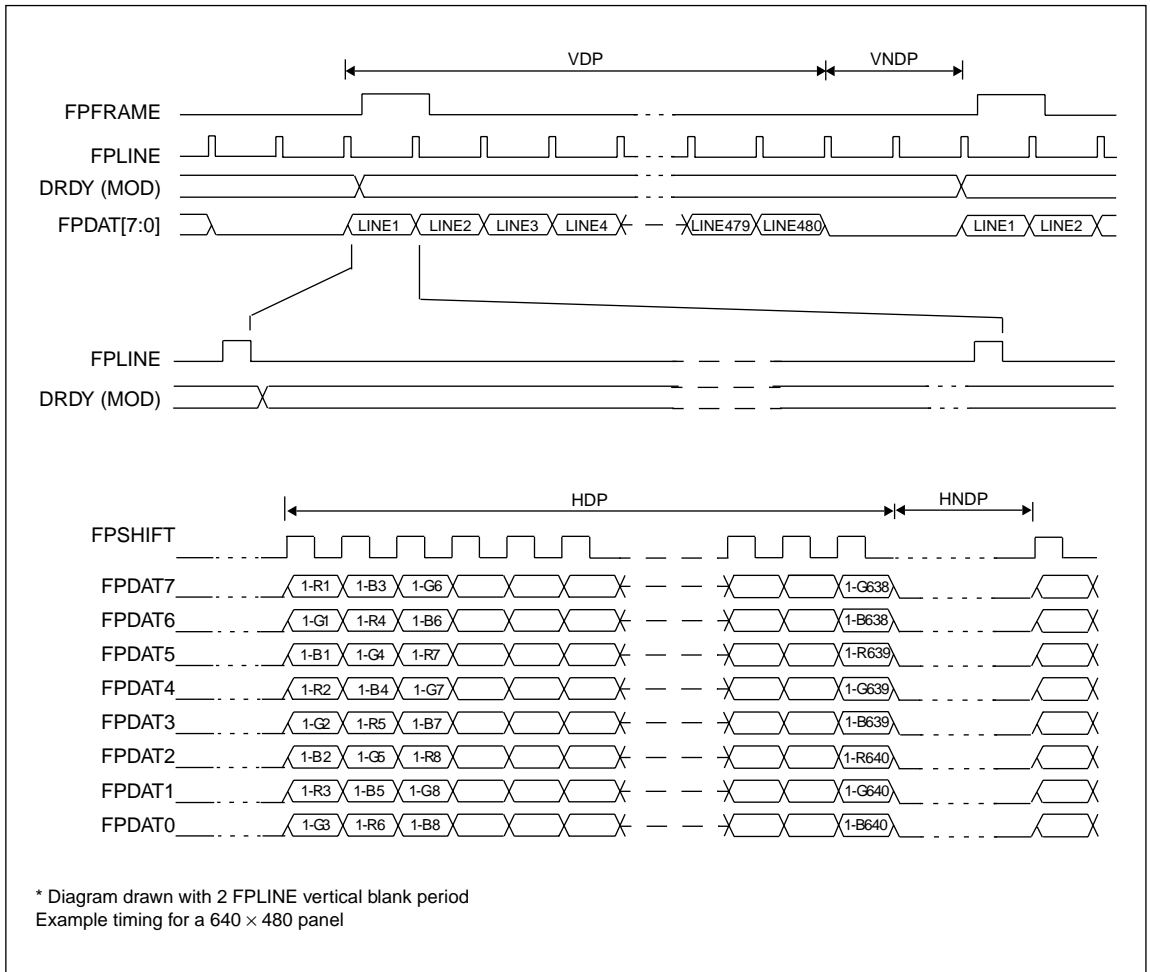 VDP VNDP
FPFRAME
FPLINE
DRDY (MOD)
FPDAT[7:0] LINE1 LINE2 LINE3 LINE4 LINE479 LINE480 LINE1 LINE2
FPLINE
DRDY (MOD)
HDP HNDP
FPSHIFT
FPDAT7 1-R1 1-B3 1-G6 1-G638
FPDAT6 1-G1 1-R4 1-B6 1-B638
FPDAT5 1-B1 1-G4 1-R7 1-R639
FPDAT4 1-R2 1-B4 1-G7 1-G639
FPDAT3 1-G2 1-R5 1-B7 1-B639
FPDAT2 1-B2 1-G5 1-R8 1-R640
FPDAT1 1-R3 1-B5 1-G8 1-G640
FPDAT0 1-G3 1-R6 1-B8 1-B640
* Diagram drawn with 2 FPLINE vertical blank period
Example timing for a 640 × 480 panel